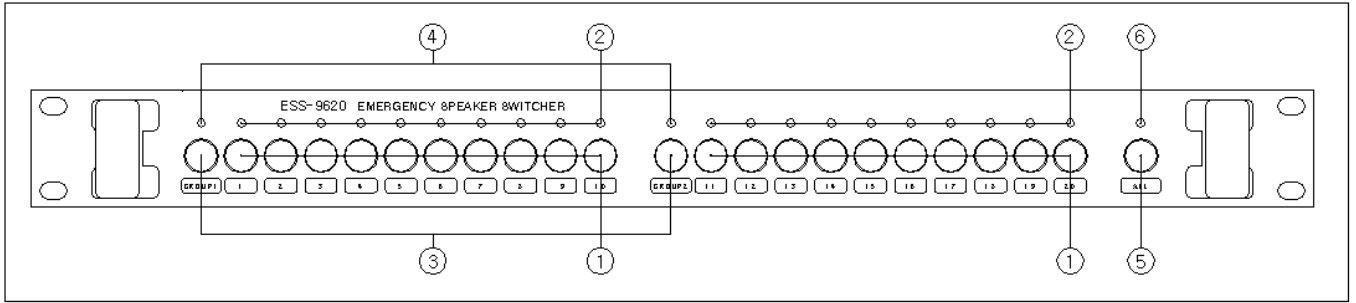 ④ ② ② ⑥
ESS-9620 EMERGENCY SPEAKER SWITCHER
GROUP1 1 2 3 4 5 6 7 8 9 10 GROUP2 11 12 13 14 15 16 17 18 19 20 ALL
③ ① ① ⑤